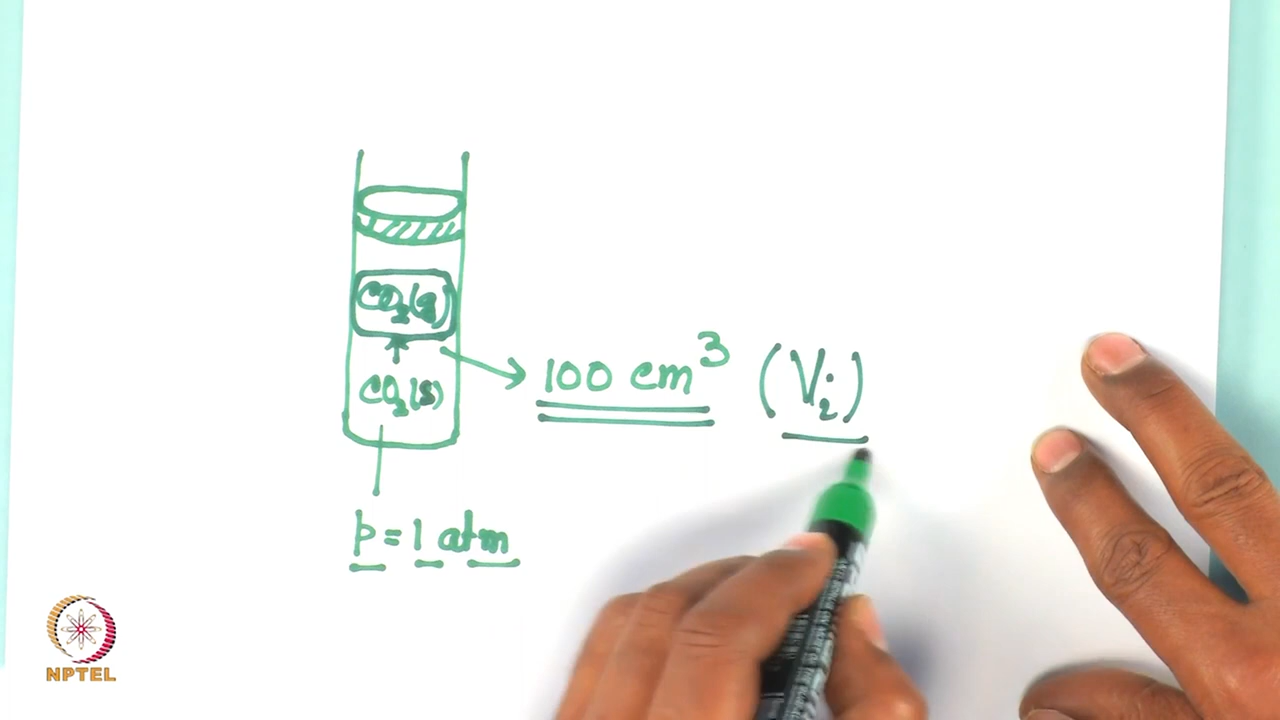 CO₂(g)
CO₂(s)
100 cm³ (Vi)
p = 1 atm
NPTEL